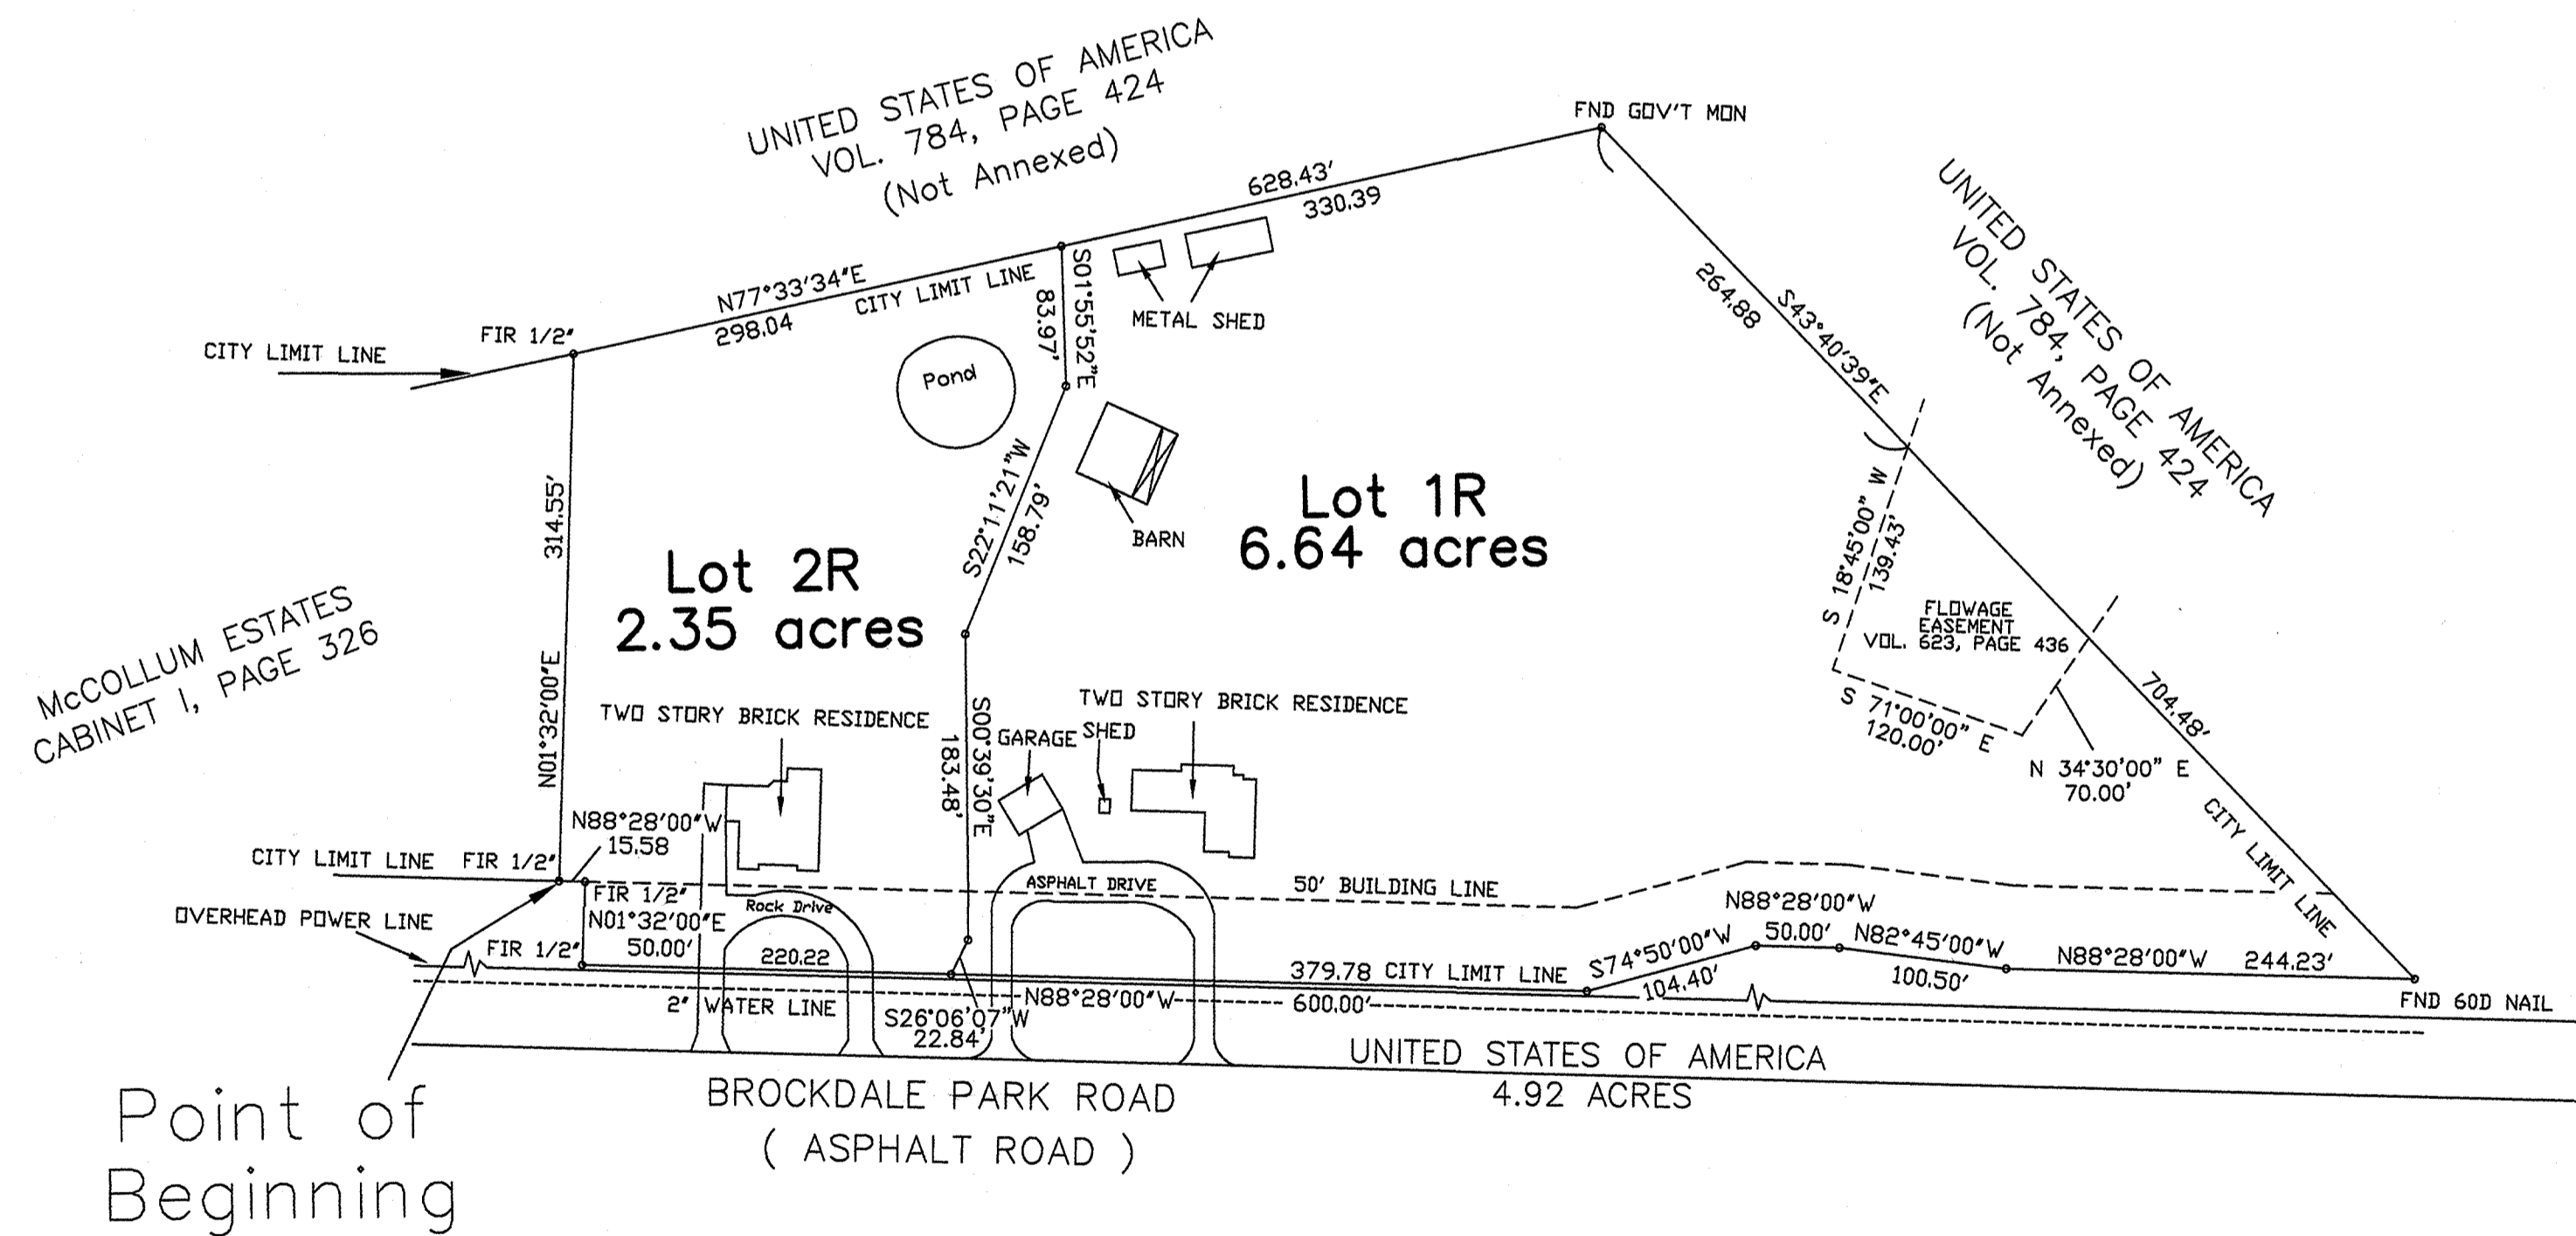 UNITED STATES OF AMERICA
VOL. 784, PAGE 424
(Not Annexed)
FND GOV'T MON
628.43'
330.39
N77°33'34"E
298.04
CITY LIMIT LINE
FIR 1/2"
CITY LIMIT LINE
S01°55'52"E
83.97'
METAL SHED
Pond
UNITED STATES OF AMERICA
VOL. 784, PAGE 424
(Not Annexed)
S43°40'39"E
264.88
704.48'
CITY LIMIT LINE
314.55'
N01°32'00"E
S22°11'21"W
158.79'
BARN
Lot 1R
6.64 acres
Lot 2R
2.35 acres
S 18°45'00" W
139.43'
FLOWAGE
EASEMENT
VOL. 623, PAGE 436
S 71°00'00" E
120.00'
N 34°30'00" E
70.00'
McCOLLUM ESTATES
CABINET I, PAGE 326
TWO STORY BRICK RESIDENCE
S00°39'30"E
183.48'
GARAGE
SHED
TWO STORY BRICK RESIDENCE
N88°28'00"W
15.58
CITY LIMIT LINE
FIR 1/2"
FIR 1/2"
N01°32'00"E
50.00'
Rock Drive
ASPHALT DRIVE
50' BUILDING LINE
OVERHEAD POWER LINE
FIR 1/2"
220.22
379.78 CITY LIMIT LINE
S74°50'00"W
104.40'
N88°28'00"W
50.00'
N82°45'00"W
100.50'
N88°28'00"W
244.23'
FND 60D NAIL
2" WATER LINE
S26°06'07"W
22.84'
N88°28'00"W
600.00'
UNITED STATES OF AMERICA
4.92 ACRES
BROCKDALE PARK ROAD
( ASPHALT ROAD )
Point of
Beginning